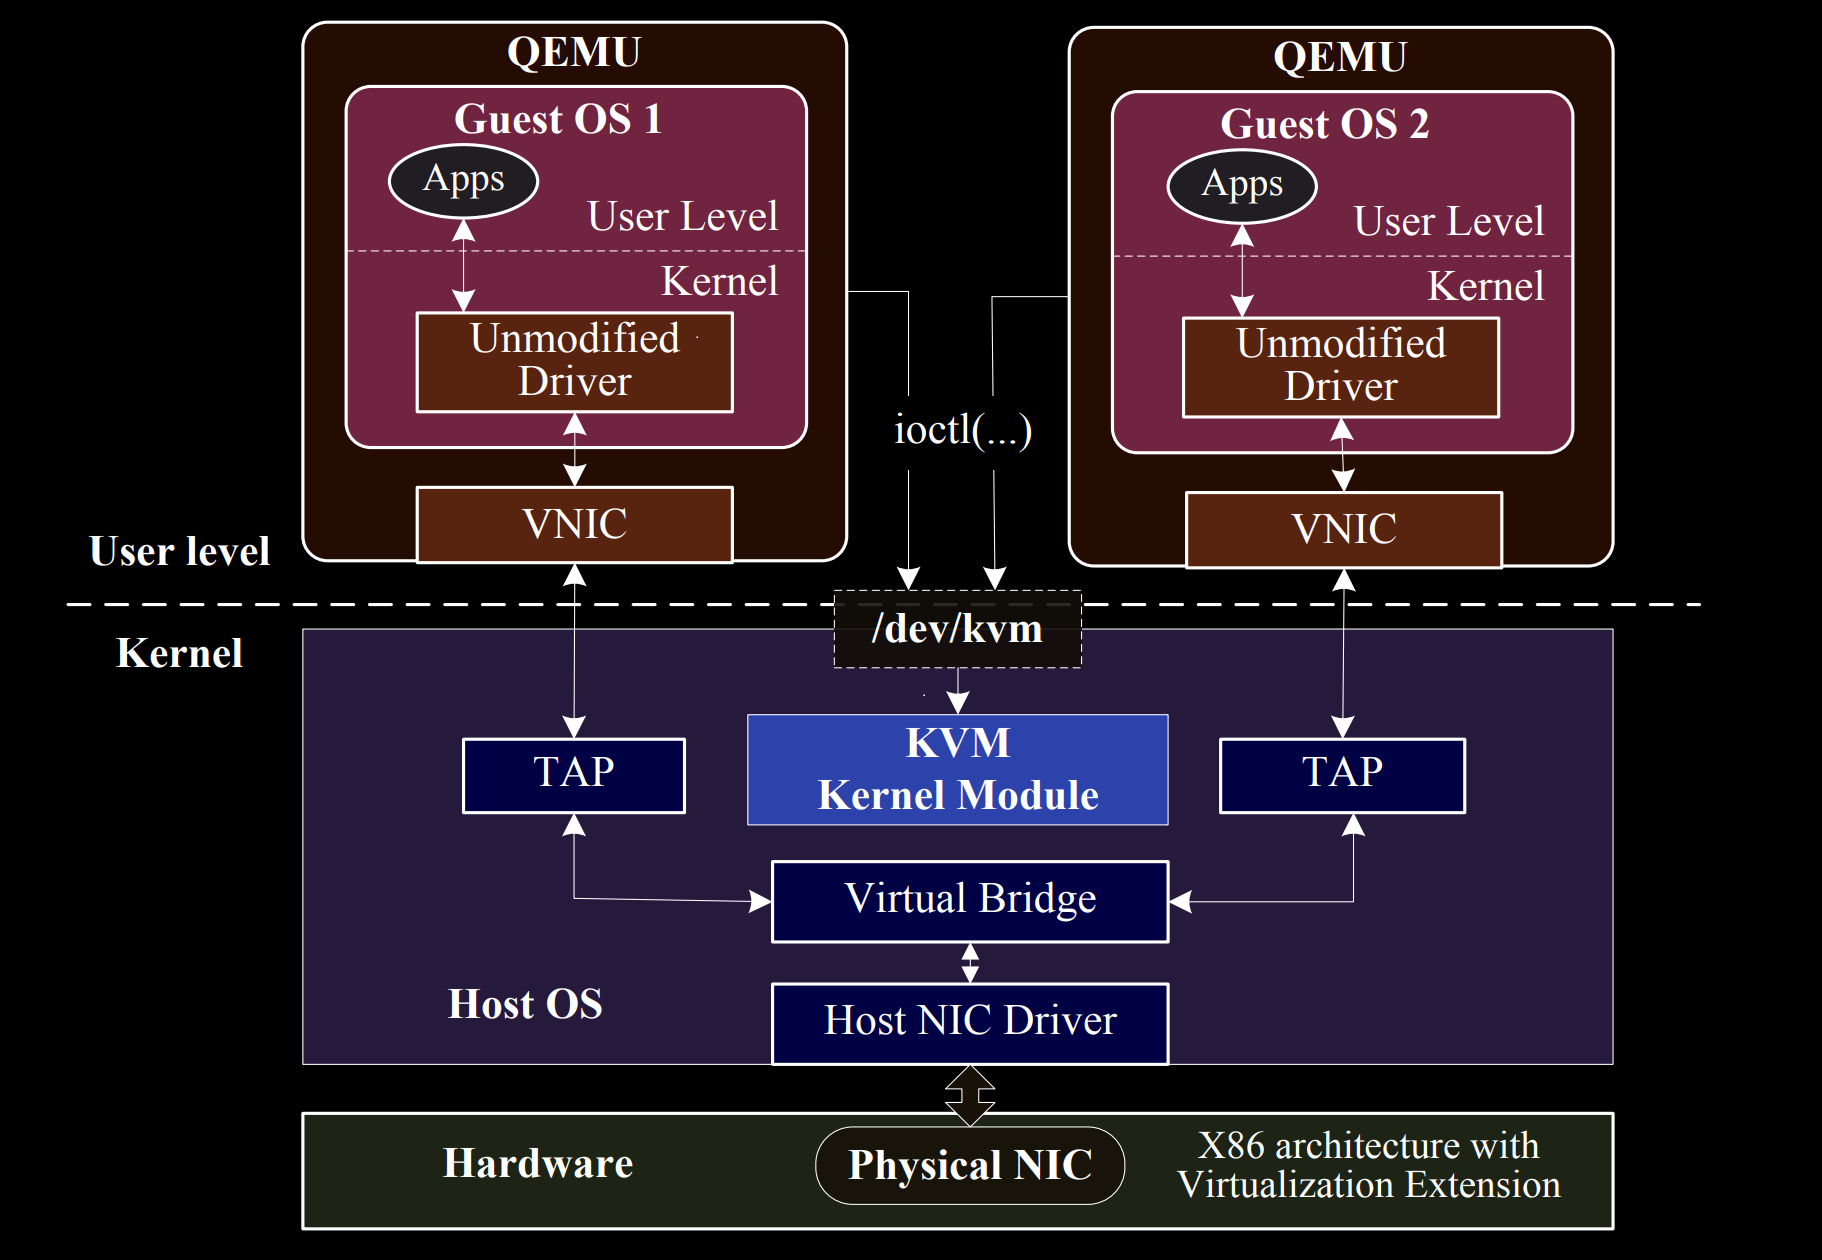 QEMU
Guest OS 1
Apps
User Level
Kernel
Unmodified
Driver
VNIC
QEMU
Guest OS 2
Apps
User Level
Kernel
Unmodified
Driver
VNIC
ioctl(...)
User level
Kernel
/dev/kvm
KVM
Kernel Module
TAP
TAP
Virtual Bridge
Host OS
Host NIC Driver
Hardware
Physical NIC
X86 architecture with
Virtualization Extension